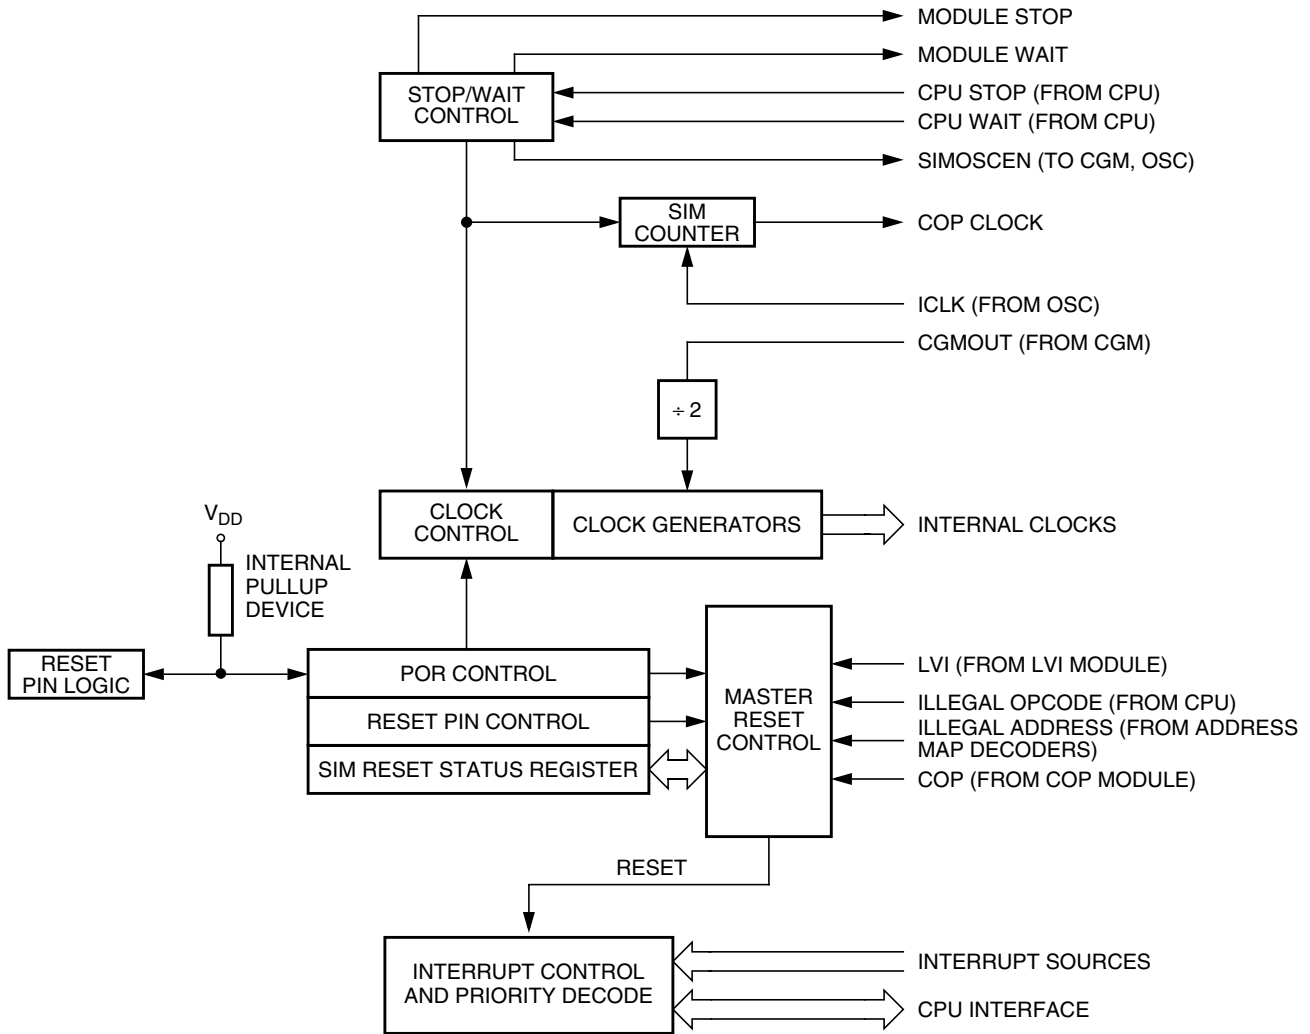 MODULE STOP
MODULE WAIT
STOP/WAIT
CONTROL
CPU STOP (FROM CPU)
CPU WAIT (FROM CPU)
SIMOSCEN (TO CGM, OSC)
SIM
COUNTER
COP CLOCK
ICLK (FROM OSC)
CGMOUT (FROM CGM)
÷ 2
CLOCK
CONTROL
CLOCK GENERATORS
INTERNAL CLOCKS
VDD
INTERNAL
PULLUP
DEVICE
RESET
PIN LOGIC
POR CONTROL
RESET PIN CONTROL
SIM RESET STATUS REGISTER
MASTER
RESET
CONTROL
LVI (FROM LVI MODULE)
ILLEGAL OPCODE (FROM CPU)
ILLEGAL ADDRESS (FROM ADDRESS
MAP DECODERS)
COP (FROM COP MODULE)
RESET
INTERRUPT CONTROL
AND PRIORITY DECODE
INTERRUPT SOURCES
CPU INTERFACE